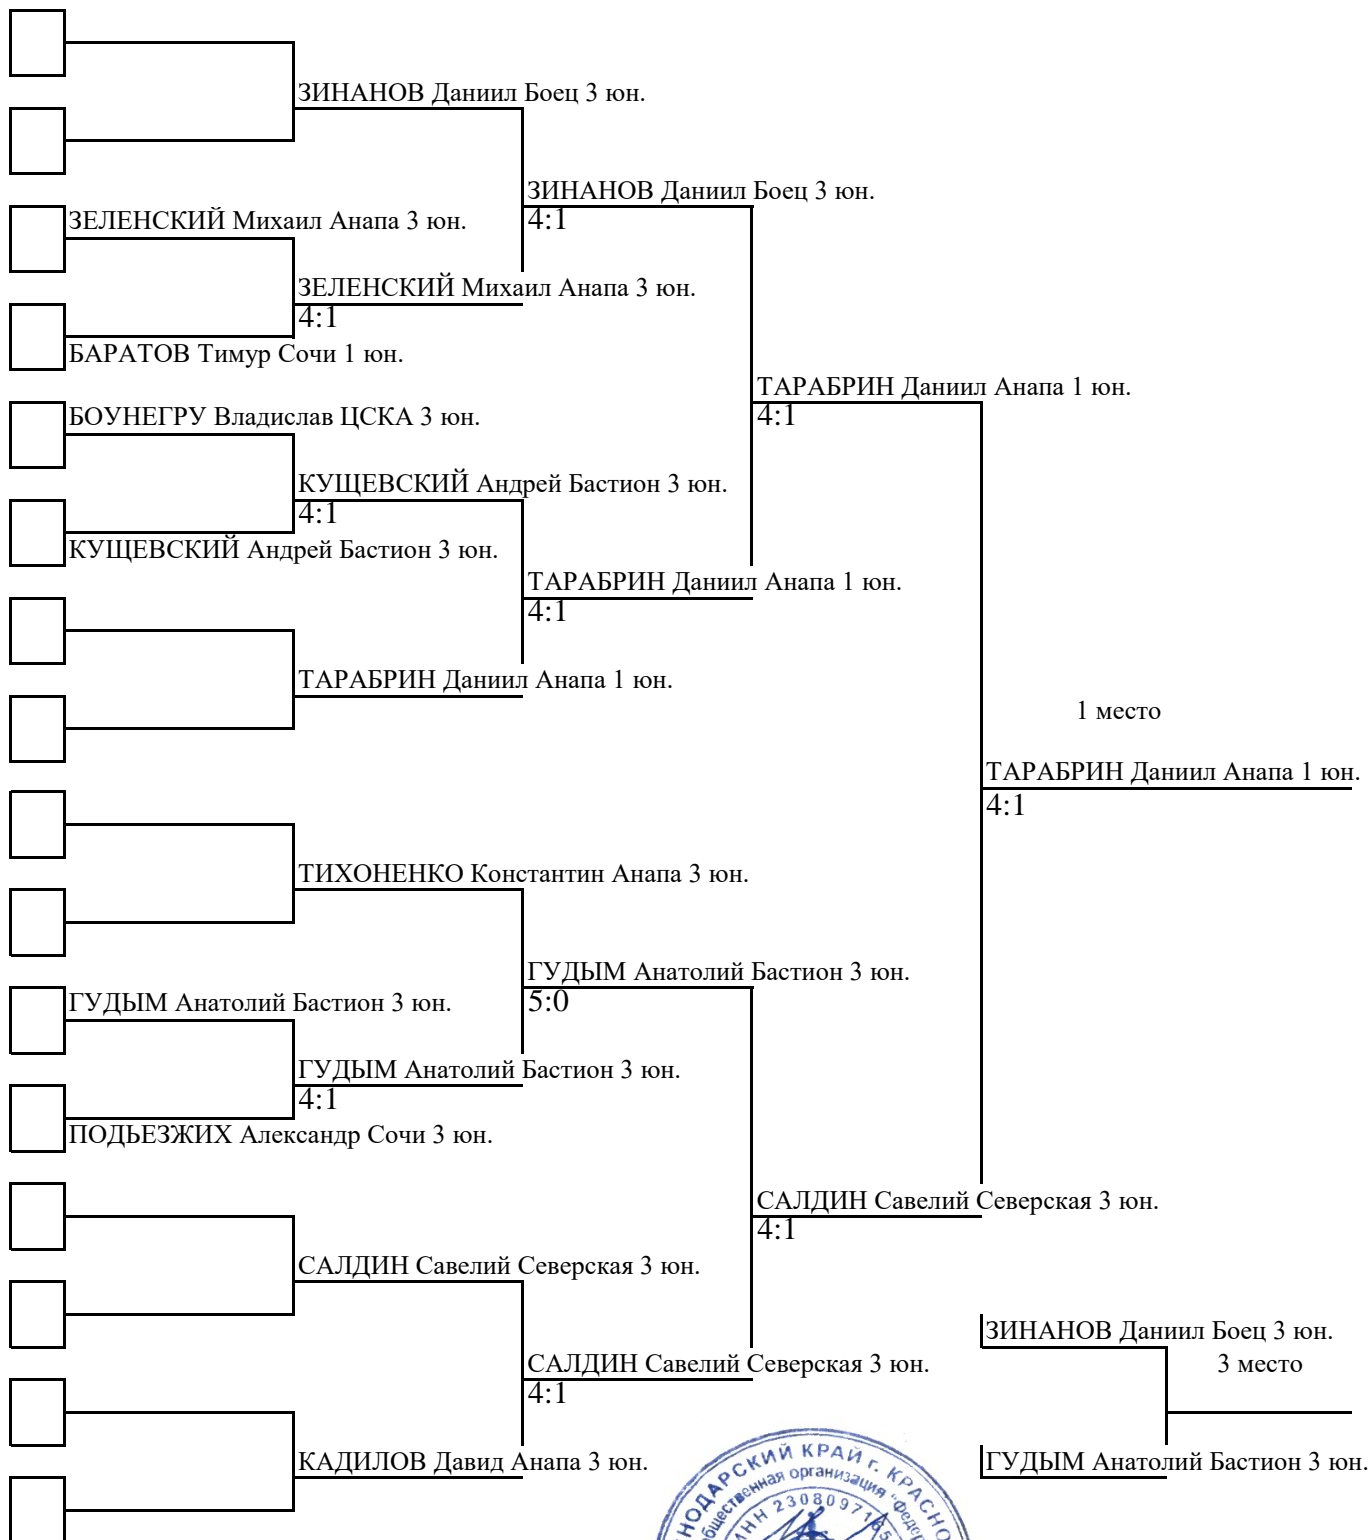 ЗИНАНОВ Даниил Боец 3 юн.
ЗИНАНОВ Даниил Боец 3 юн.
4:1
ЗЕЛЕНСКИЙ Михаил Анапа 3 юн.
ЗЕЛЕНСКИЙ Михаил Анапа 3 юн.
4:1
БАРАТОВ Тимур Сочи 1 юн.
ТАРАБРИН Даниил Анапа 1 юн.
4:1
БОУНЕГРУ Владислав ЦСКА 3 юн.
КУЩЕВСКИЙ Андрей Бастион 3 юн.
4:1
КУЩЕВСКИЙ Андрей Бастион 3 юн.
ТАРАБРИН Даниил Анапа 1 юн.
4:1
ТАРАБРИН Даниил Анапа 1 юн.
1 место
ТАРАБРИН Даниил Анапа 1 юн.
4:1
ТИХОНЕНКО Константин Анапа 3 юн.
ГУДЫМ Анатолий Бастион 3 юн.
5:0
ГУДЫМ Анатолий Бастион 3 юн.
ГУДЫМ Анатолий Бастион 3 юн.
4:1
ПОДЬЕЗЖИХ Александр Сочи 3 юн.
САЛДИН Савелий Северская 3 юн.
4:1
САЛДИН Савелий Северская 3 юн.
ЗИНАНОВ Даниил Боец 3 юн.
САЛДИН Савелий Северская 3 юн.
4:1
3 место
КАДИЛОВ Давид Анапа 3 юн.
ГУДЫМ Анатолий Бастион 3 юн.
КРАЙ г.
организация
ИНН